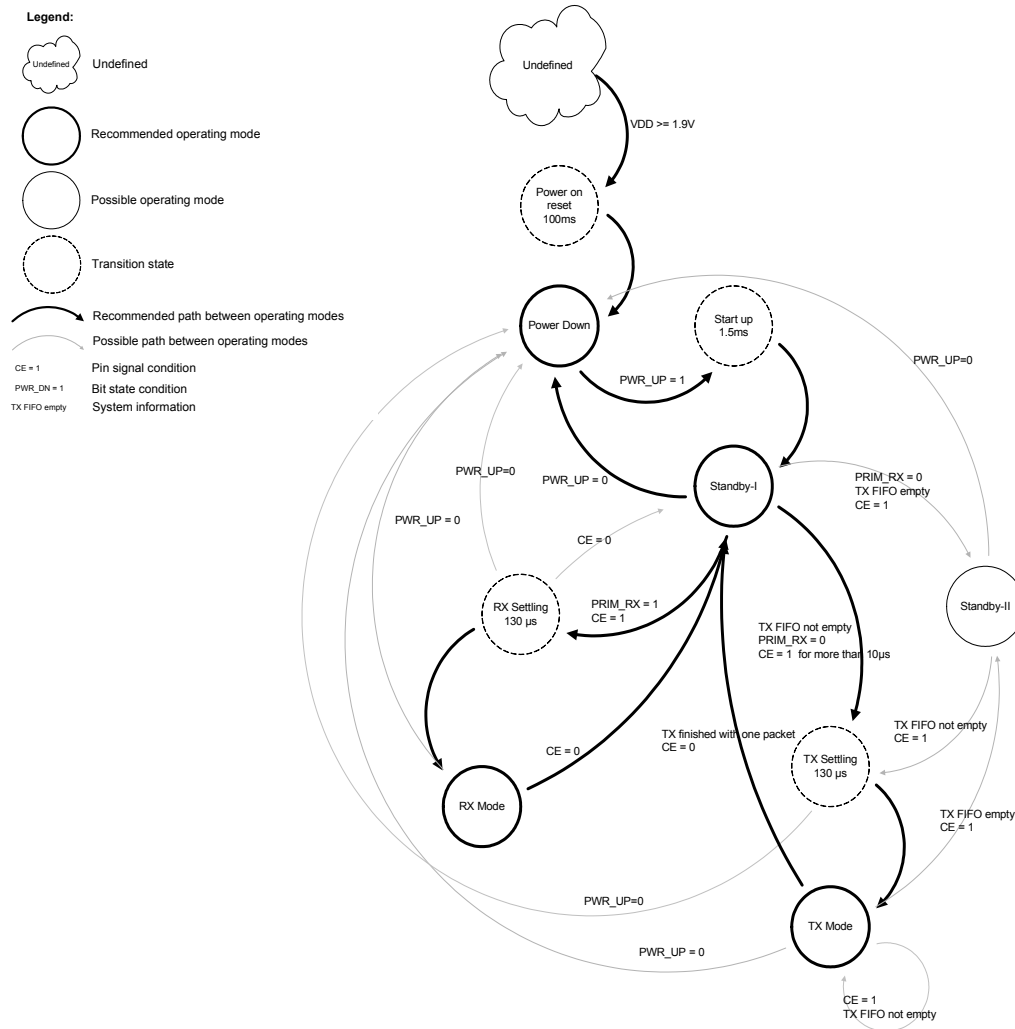 Legend:
Undefined
Undefined
Recommended operating mode
Possible operating mode
Transition state
Recommended path between operating modes
Possible path between operating modes
CE = 1
Pin signal condition
PWR_DN = 1
Bit state condition
TX FIFO empty
System information
Undefined
VDD >= 1.9V
Power on
reset
100ms
Power Down
Start up
1.5ms
PWR_UP=0
PWR_UP = 1
PWR_UP=0
PWR_UP = 0
Standby-I
PRIM_RX = 0
TX FIFO empty
CE = 1
PWR_UP = 0
CE = 0
RX Settling
130 µs
PRIM_RX = 1
CE = 1
Standby-II
TX FIFO not empty
PRIM_RX = 0
CE = 1 for more than 10µs
TX FIFO not empty
CE = 1
TX finished with one packet
CE = 0
CE = 0
TX Settling
130 µs
RX Mode
TX FIFO empty
CE = 1
PWR_UP=0
TX Mode
PWR_UP = 0
CE = 1
TX FIFO not empty